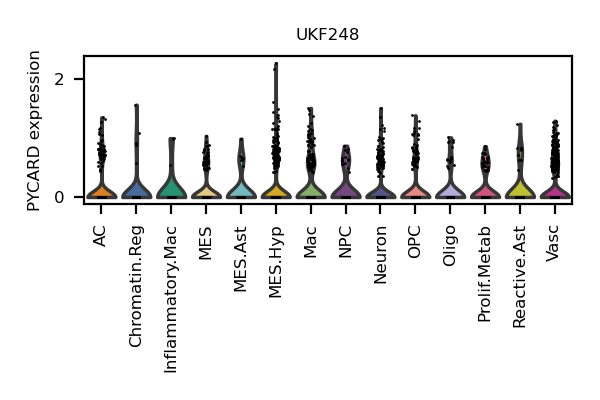 UKF248
PYCARD expression
2
0
AC
Chromatin.Reg
Inflammatory.Mac
MES
MES.Ast
MES.Hyp
Mac
NPC
Neuron
OPC
Oligo
Prolif.Metab
Reactive.Ast
Vasc